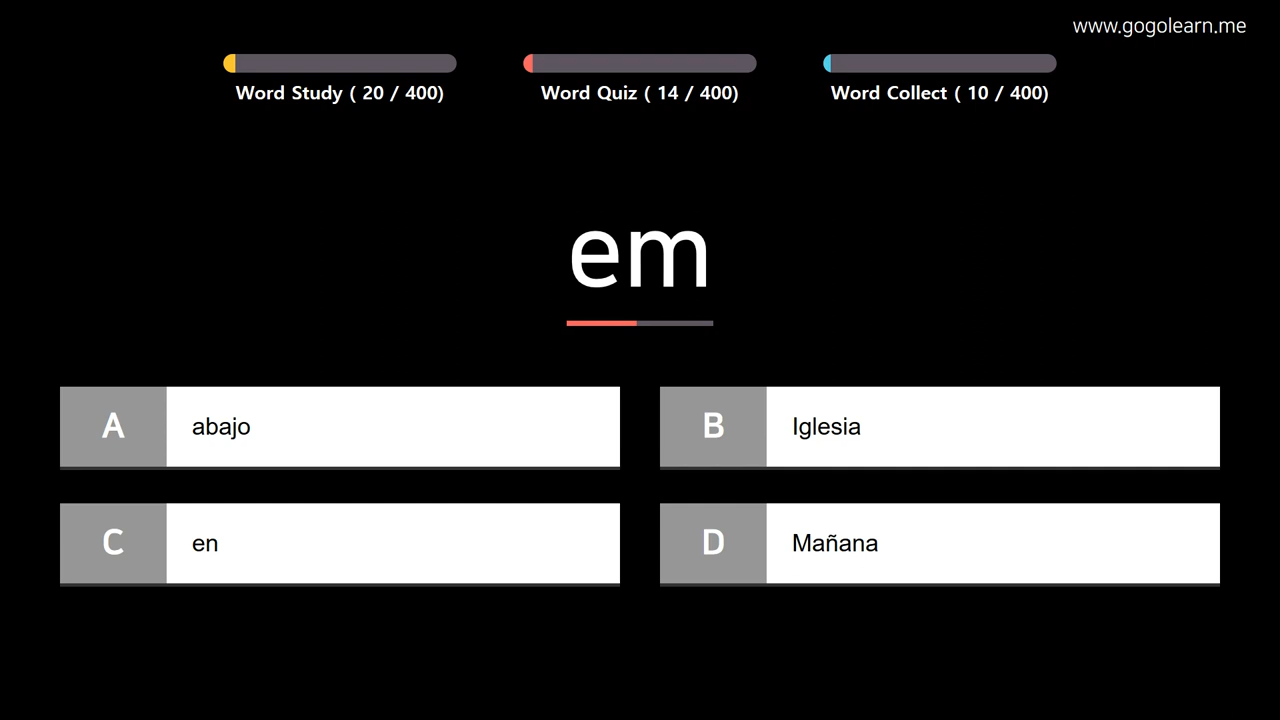 www.gogolearn.me
Word Study ( 20 / 400)
Word Quiz ( 14 / 400)
Word Collect ( 10 / 400)
em
A abajo
B Iglesia
C en
D Mañana